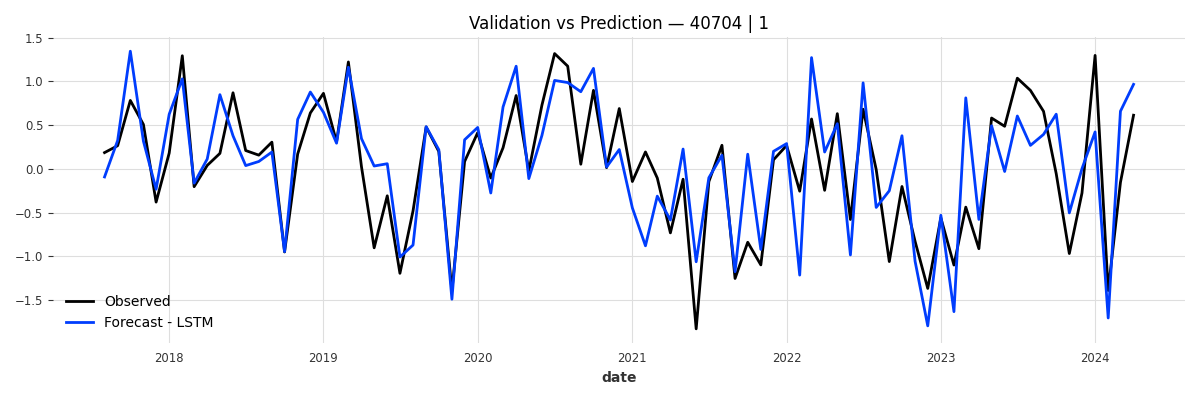 Validation vs Prediction — 40704 | 1
1.5
1.0
0.5
0.0
−0.5
−1.0
−1.5
Observed
Forecast - LSTM
2018 2019 2020 2021 2022 2023 2024
date